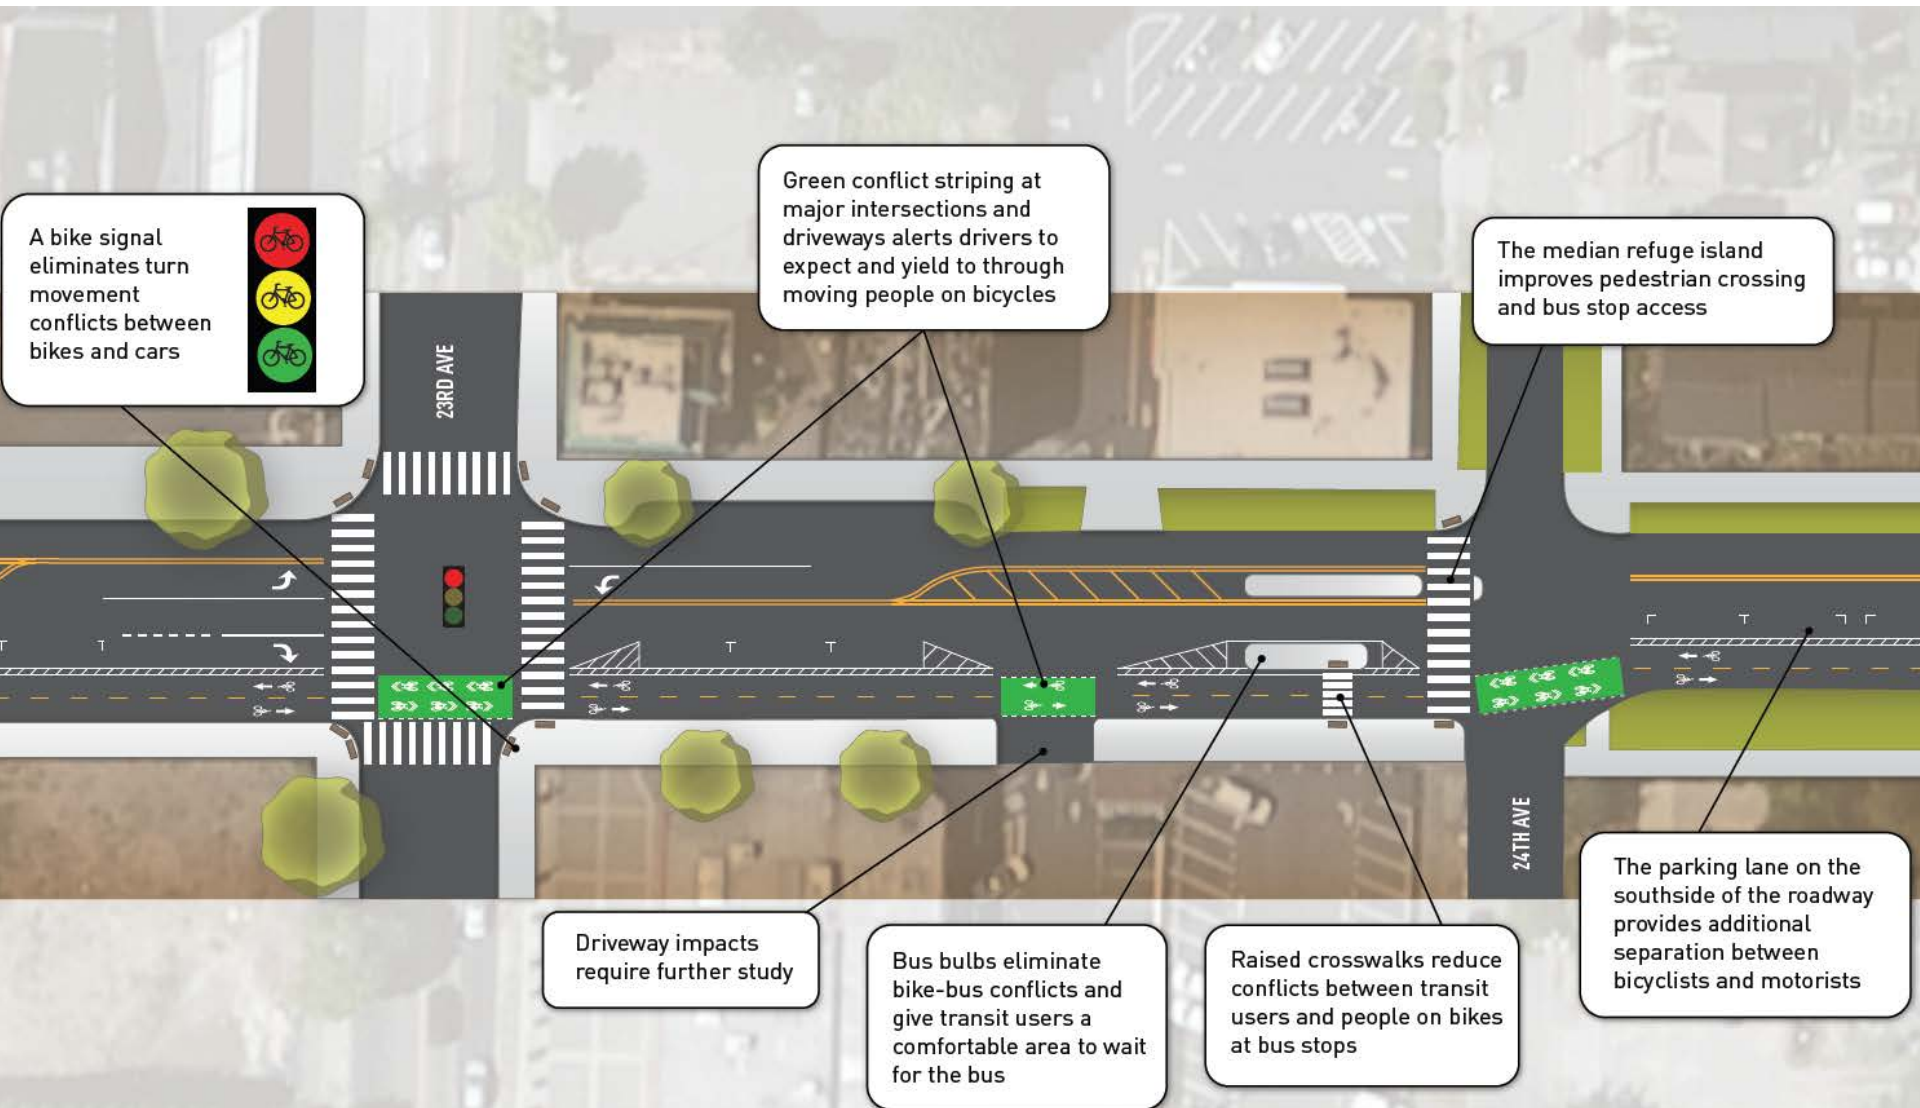 A bike signal
eliminates turn
movement
conflicts between
bikes and cars
Green conflict striping at
major intersections and
driveways alerts drivers to
expect and yield to through
moving people on bicycles
The median refuge island
improves pedestrian crossing
and bus stop access
23RD AVE
24TH AVE
Driveway impacts
require further study
Bus bulbs eliminate
bike-bus conflicts and
give transit users a
comfortable area to wait
for the bus
Raised crosswalks reduce
conflicts between transit
users and people on bikes
at bus stops
The parking lane on the
southside of the roadway
provides additional
separation between
bicyclists and motorists